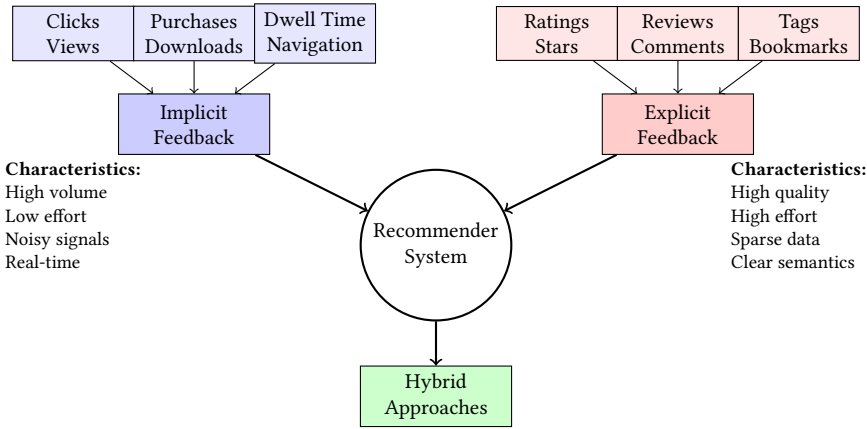 Clicks
Views
Purchases
Downloads
Dwell Time
Navigation
Ratings
Stars
Reviews
Comments
Tags
Bookmarks
Implicit
Feedback
Explicit
Feedback
Characteristics:
High volume
Low effort
Noisy signals
Real-time
Recommender
System
Characteristics:
High quality
High effort
Sparse data
Clear semantics
Hybrid
Approaches